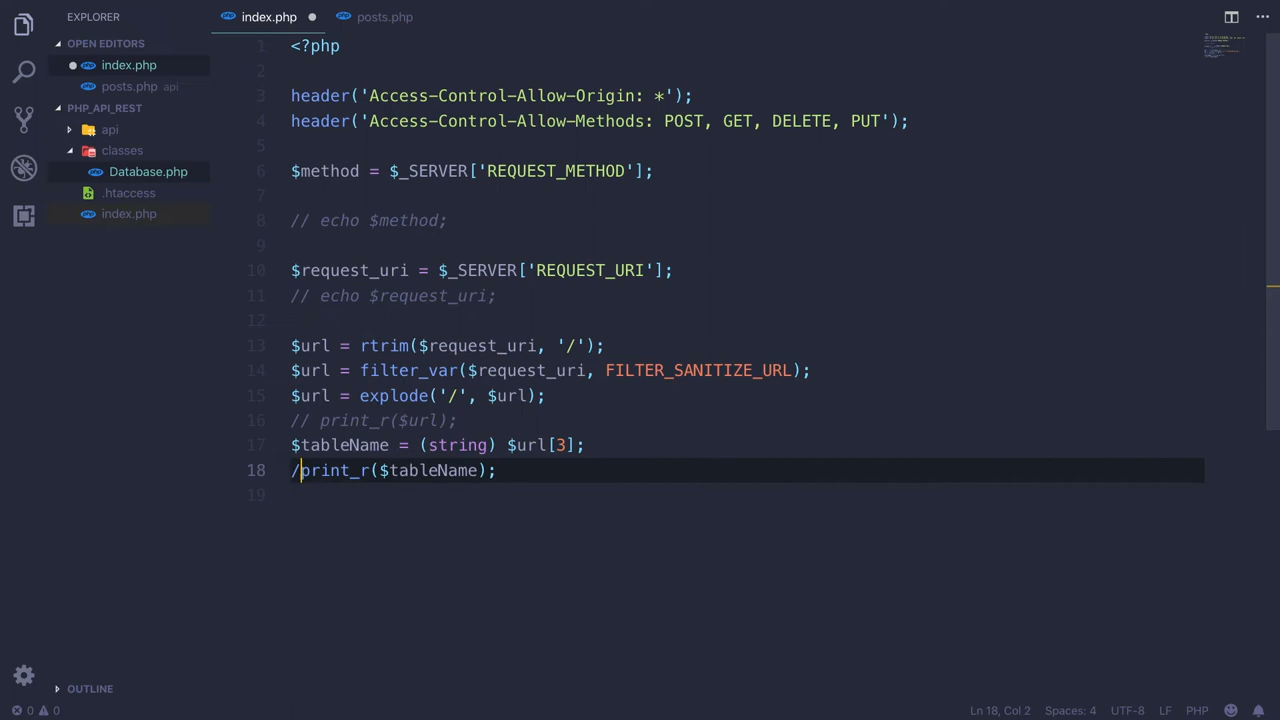 EXPLORER
index.php
posts.php
OPEN EDITORS
index.php
posts.php api
PHP_API_REST
api
classes
Database.php
.htaccess
index.php
1 <?php
2
3 header('Access-Control-Allow-Origin: *');
4 header('Access-Control-Allow-Methods: POST, GET, DELETE, PUT');
5
6 $method = $_SERVER['REQUEST_METHOD'];
7
8 // echo $method;
9
10 $request_uri = $_SERVER['REQUEST_URI'];
11 // echo $request_uri;
12
13 $url = rtrim($request_uri, '/');
14 $url = filter_var($request_uri, FILTER_SANITIZE_URL);
15 $url = explode('/', $url);
16 // print_r($url);
17 $tableName = (string) $url[3];
18 /print_r($tableName);
19
OUTLINE
0 0
Ln 18, Col 2
Spaces: 4
UTF-8
LF
PHP